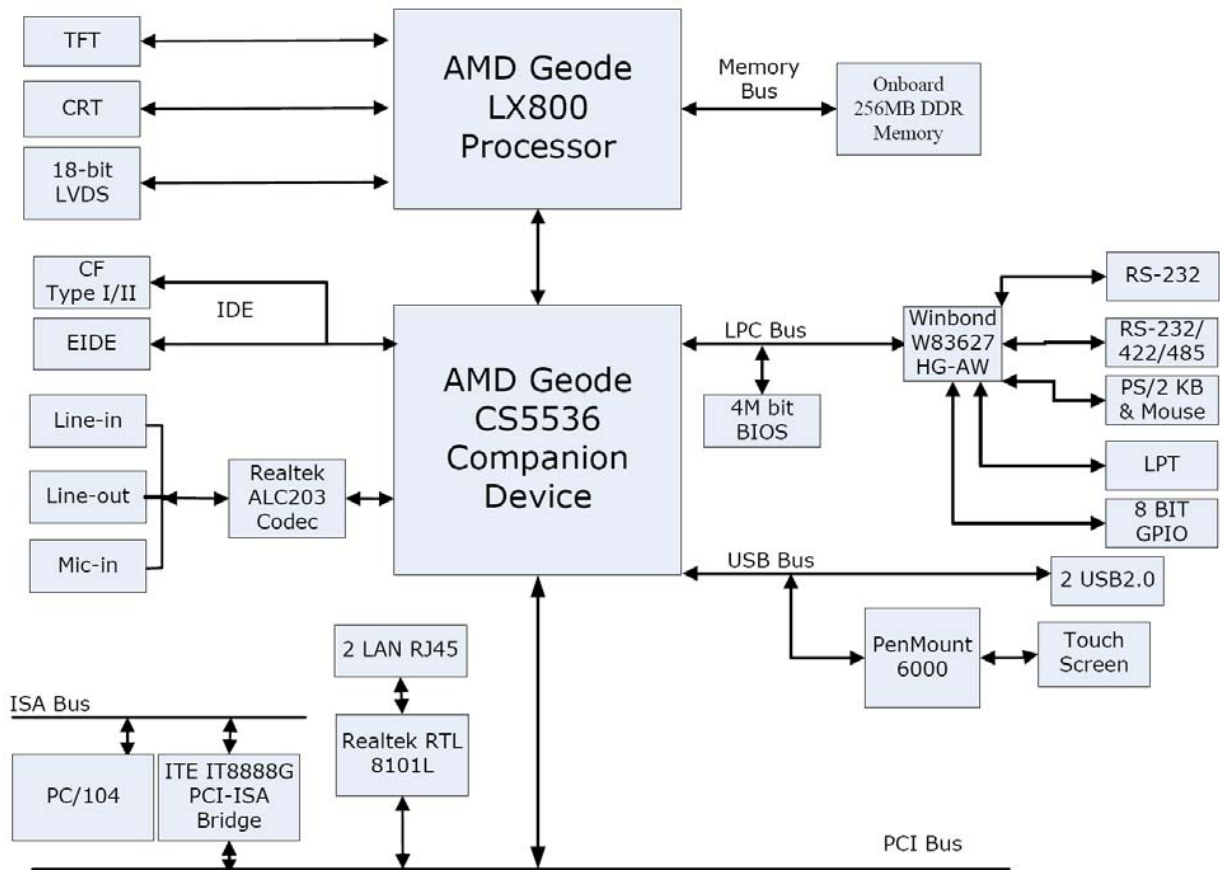 TFT
CRT
18-bit
LVDS
AMD Geode
LX800
Processor
Memory
Bus
Onboard
256MB DDR
Memory
CF
Type I/II
IDE
EIDE
Line-in
Line-out
Mic-in
Realtek
ALC203
Codec
AMD Geode
CS5536
Companion
Device
LPC Bus
4M bit
BIOS
Winbond
W83627
HG-AW
RS-232
RS-232/
422/485
PS/2 KB
& Mouse
LPT
8 BIT
GPIO
USB Bus
2 USB2.0
PenMount
6000
Touch
Screen
2 LAN RJ45
Realtek RTL
8101L
ISA Bus
PC/104
ITE IT8888G
PCI-ISA
Bridge
PCI Bus